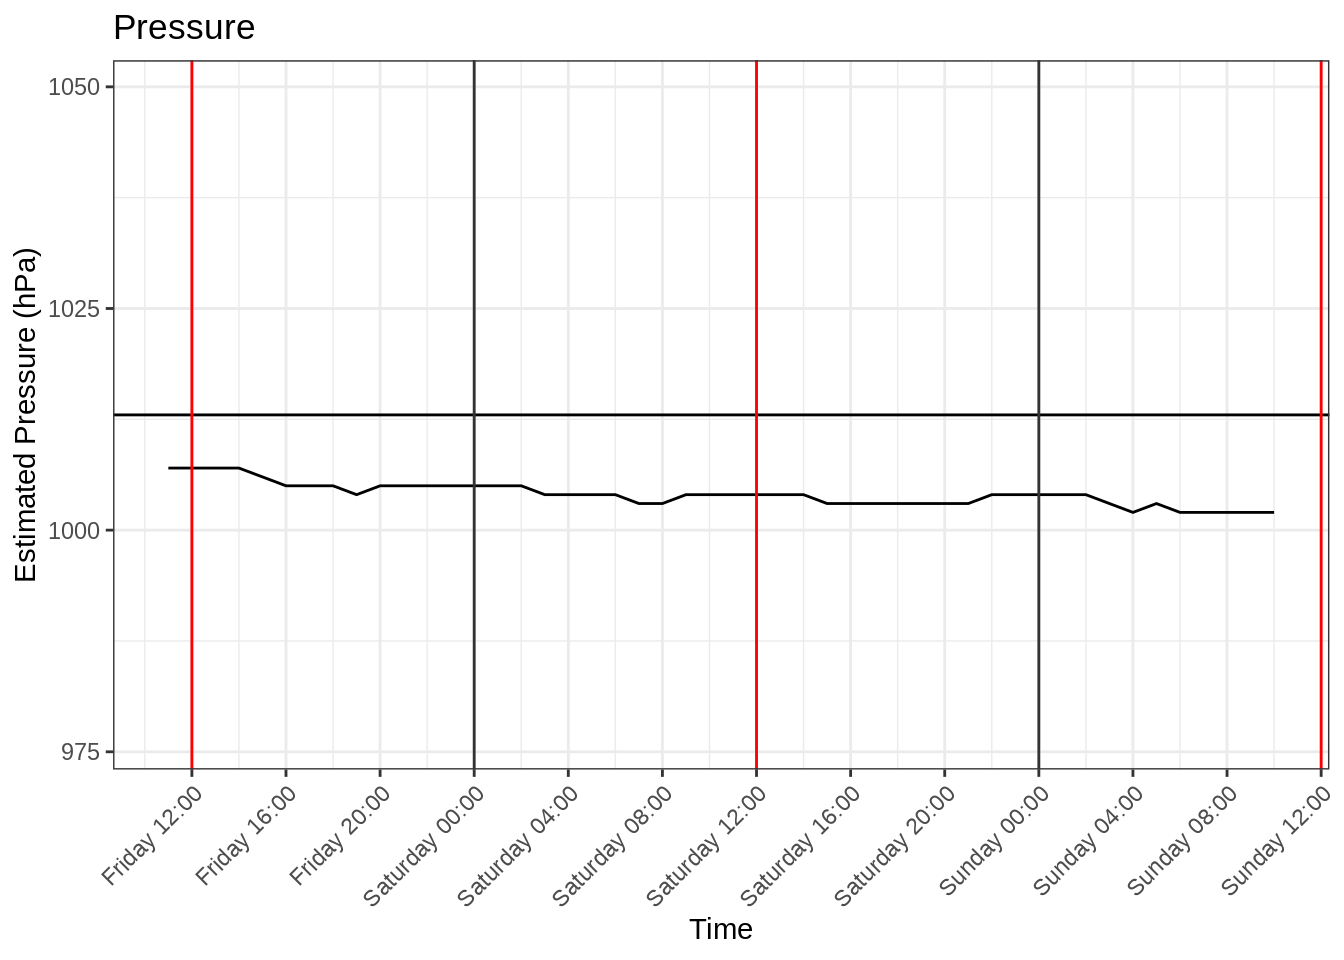 Pressure
Estimated Pressure (hPa)
1050
1025
1000
975
Friday 12:00
Friday 16:00
Friday 20:00
Saturday 00:00
Saturday 04:00
Saturday 08:00
Saturday 12:00
Saturday 16:00
Saturday 20:00
Sunday 00:00
Sunday 04:00
Sunday 08:00
Sunday 12:00
Time